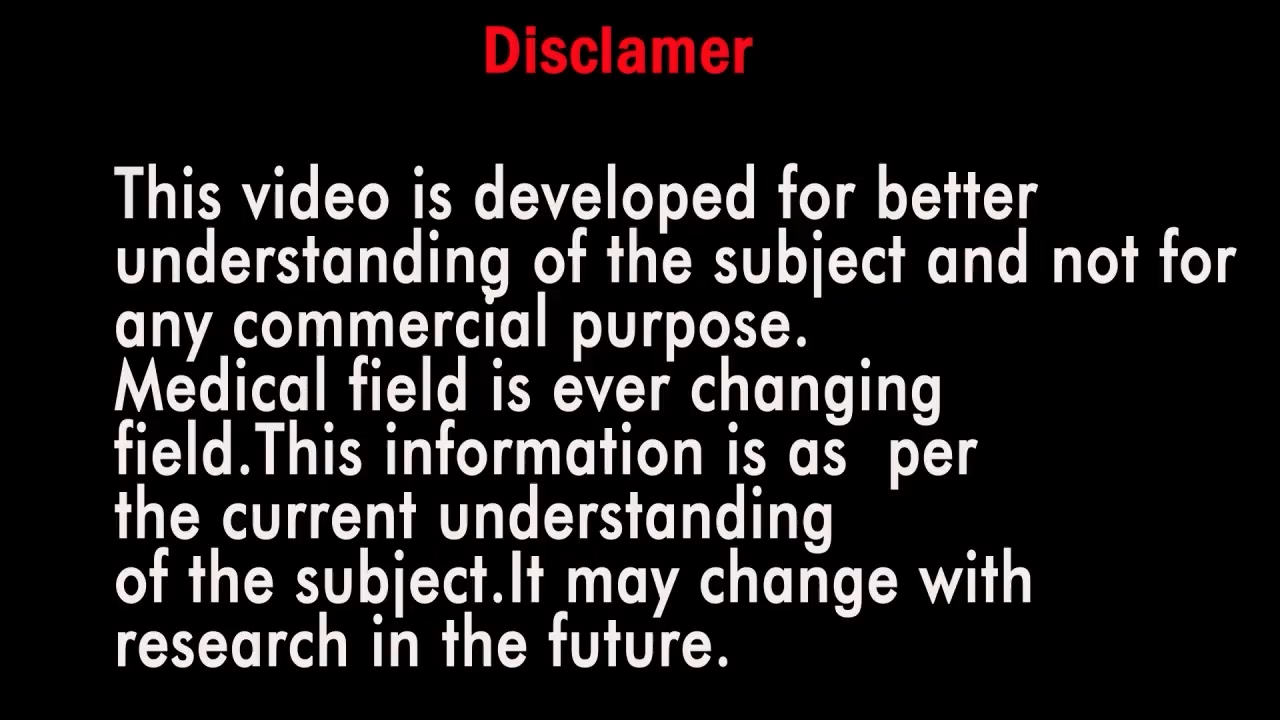 Disclamer
This video is developed for better
understanding of the subject and not for
any commercial purpose.
Medical field is ever changing
field.This information is as  per
the current understanding
of the subject.It may change with
research in the future.